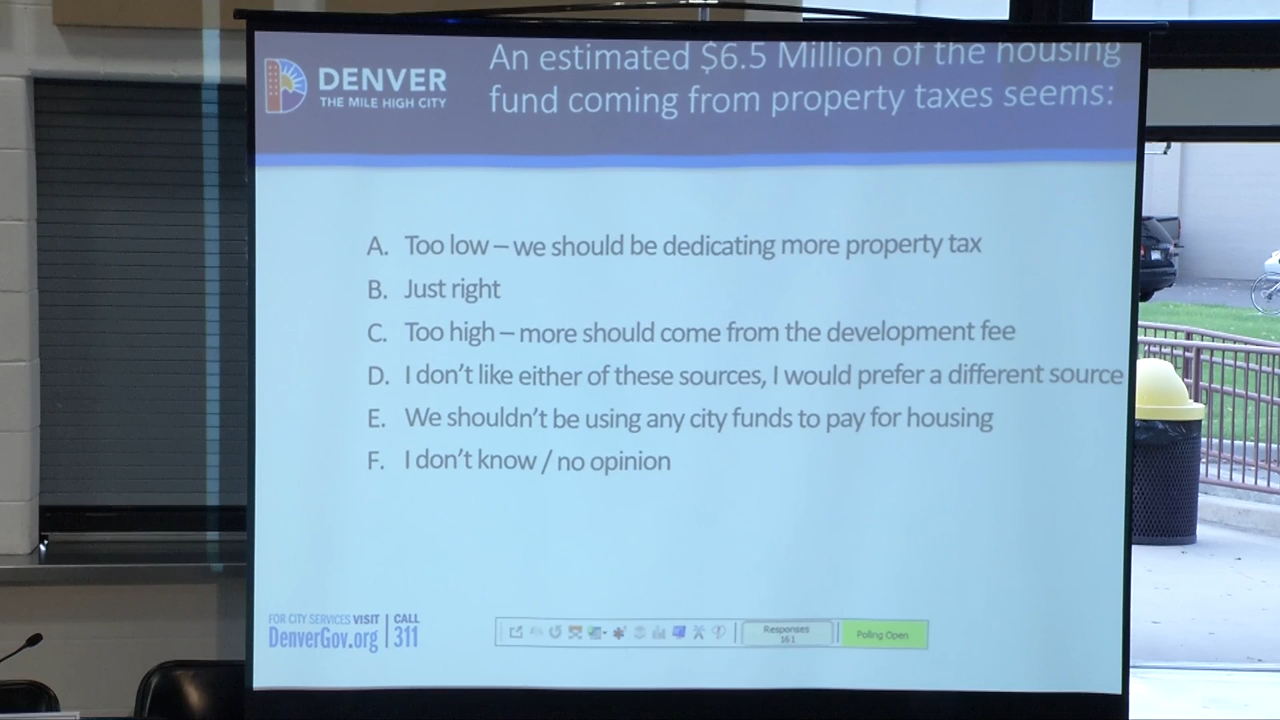 DENVER
THE MILE HIGH CITY
An estimated $6.5 Million of the housing
fund coming from property taxes seems:
A. Too low – we should be dedicating more property tax
B. Just right
C. Too high – more should come from the development fee
D. I don't like either of these sources, I would prefer a different source
E. We shouldn't be using any city funds to pay for housing
F. I don't know / no opinion
FOR CITY SERVICES VISIT
DenverGov.org
CALL
311
Responses
161
Polling Open